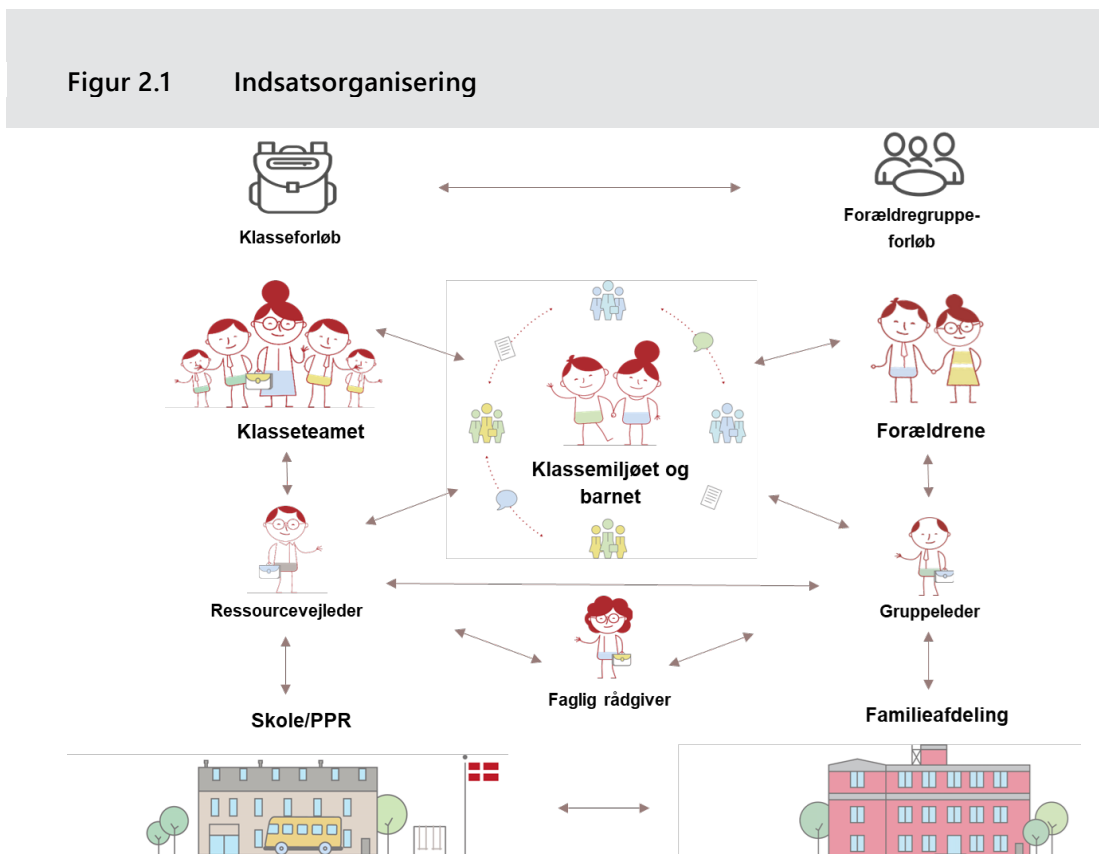 Figur 2.1 Indsatsorganisering
Klasseforløb
Forældregruppe-
forløb
Klasseteamet
Klassemiljøet og
barnet
Forældrene
Ressourcevejleder
Gruppeleder
Faglig rådgiver
Skole/PPR
Familieafdeling